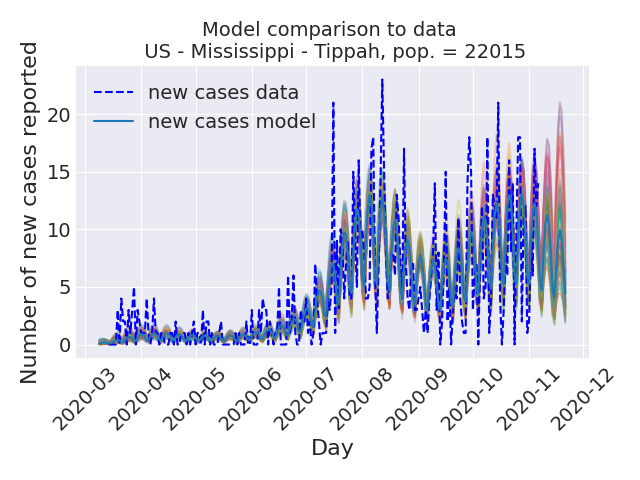 Model comparison to data
US - Mississippi - Tippah, pop. = 22015
Number of new cases reported
20
15
10
5
0
new cases data
new cases model
2020-03
2020-04
2020-05
2020-06
2020-07
2020-08
2020-09
2020-10
2020-11
2020-12
Day